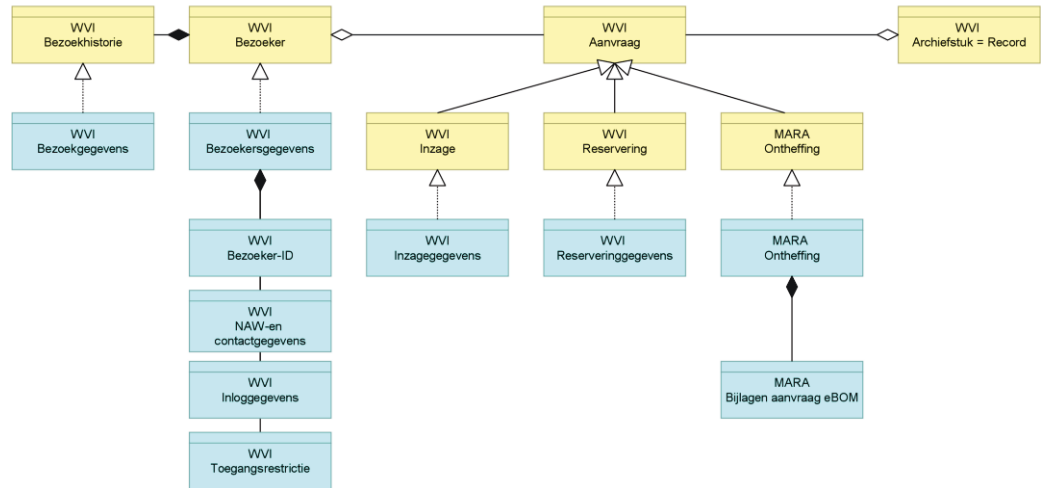 WVI
Bezoekhistorie
WVI
Bezoeker
WVI
Aanvraag
WVI
Archiefstuk = Record
WVI
Bezoekgegevens
WVI
Bezoekersgegevens
WVI
Inzage
WVI
Reservering
MARA
Ontheffing
WVI
Bezoeker-ID
WVI
Inzagegegevens
WVI
Reserveringgegevens
MARA
Ontheffing
WVI
NAW-en
contactgegevens
WVI
Inloggegevens
MARA
Bijlagen aanvraag eBOM
WVI
Toegangsrestrictie